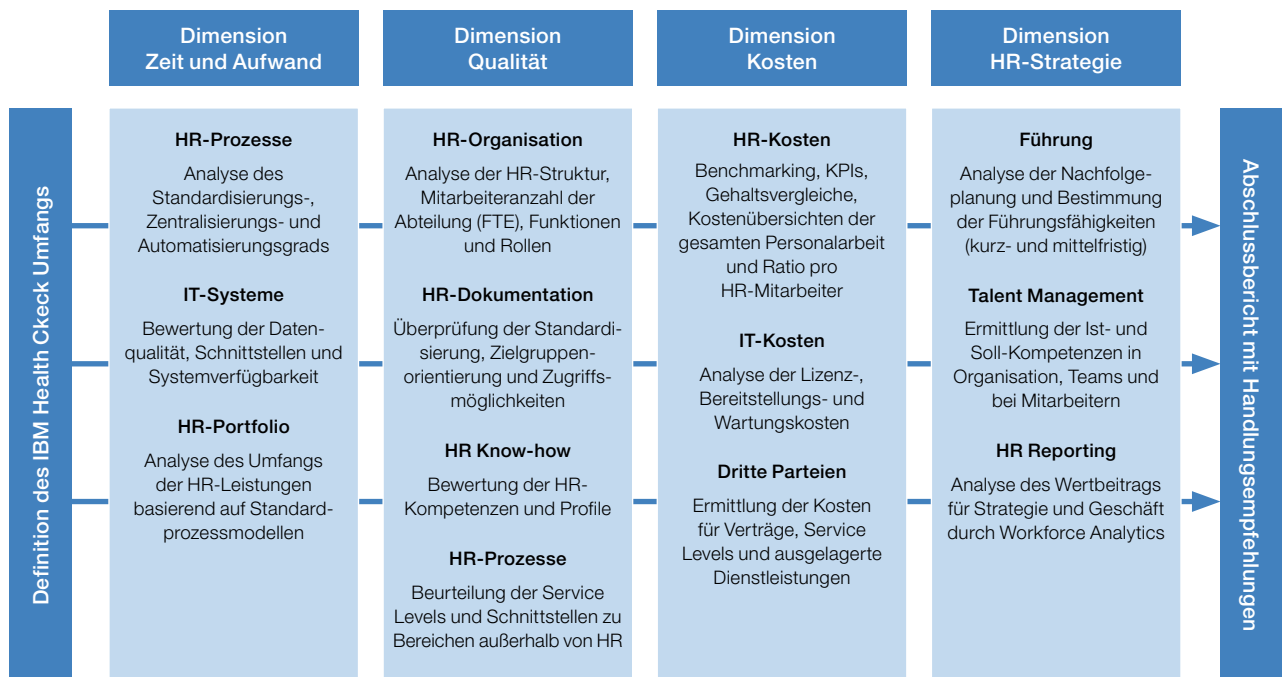 Definition des IBM Health Ckeck Umfangs
Dimension
Zeit und Aufwand
HR-Prozesse
Analyse des
Standardisierungs-,
Zentralisierungs- und
Automatisierungsgrads
IT-Systeme
Bewertung der Daten-
qualität, Schnittstellen und
Systemverfügbarkeit
HR-Portfolio
Analyse des Umfangs
der HR-Leistungen
basierend auf Standard-
prozessmodellen
Dimension
Qualität
HR-Organisation
Analyse der HR-Struktur,
Mitarbeiteranzahl der
Abteilung (FTE), Funktionen
und Rollen
HR-Dokumentation
Überprüfung der Standardi-
sierung, Zielgruppen-
orientierung und Zugriffs-
möglichkeiten
HR Know-how
Bewertung der HR-
Kompetenzen und Profile
HR-Prozesse
Beurteilung der Service
Levels und Schnittstellen zu
Bereichen außerhalb von HR
Dimension
Kosten
HR-Kosten
Benchmarking, KPIs,
Gehaltsvergleiche,
Kostenübersichten der
gesamten Personalarbeit
und Ratio pro
HR-Mitarbeiter
IT-Kosten
Analyse der Lizenz-,
Bereitstellungs- und
Wartungskosten
Dritte Parteien
Ermittlung der Kosten
für Verträge, Service
Levels und ausgelagerte
Dienstleistungen
Dimension
HR-Strategie
Führung
Analyse der Nachfolge-
planung und Bestimmung
der Führungsfähigkeiten
(kurz- und mittelfristig)
Talent Management
Ermittlung der Ist- und
Soll-Kompetenzen in
Organisation, Teams und
bei Mitarbeitern
HR Reporting
Analyse des Wertbeitrags
für Strategie und Geschäft
durch Workforce Analytics
Abschlussbericht mit Handlungsempfehlungen